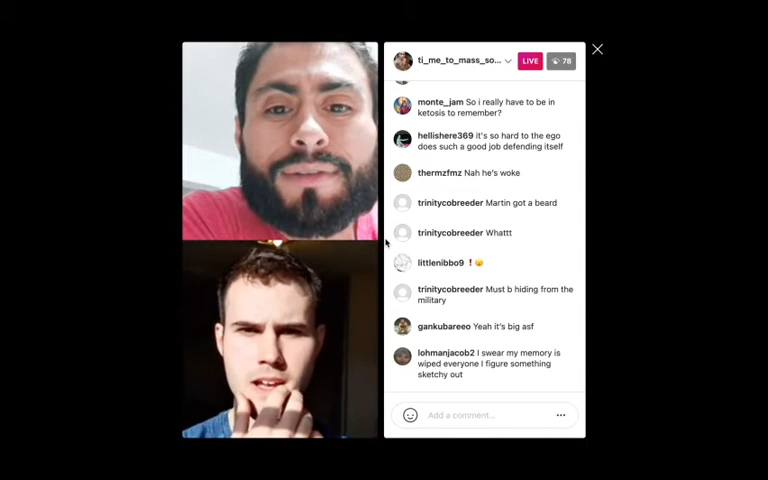 ti_me_to_mass_so...
LIVE
78
monte_jam So i really have to be in
ketosis to remember?
hellishere369 it's so hard to the ego
does such a good job defending itself
thermzfmz Nah he's woke
trinitycobreeder Martin got a beard
trinitycobreeder Whattt
littlenibbo9 ❗😄
trinitycobreeder Must b hiding from the
military
gankubareeo Yeah it's big asf
lohmanjacob2 I swear my memory is
wiped everyone I figure something
sketchy out
Add a comment...